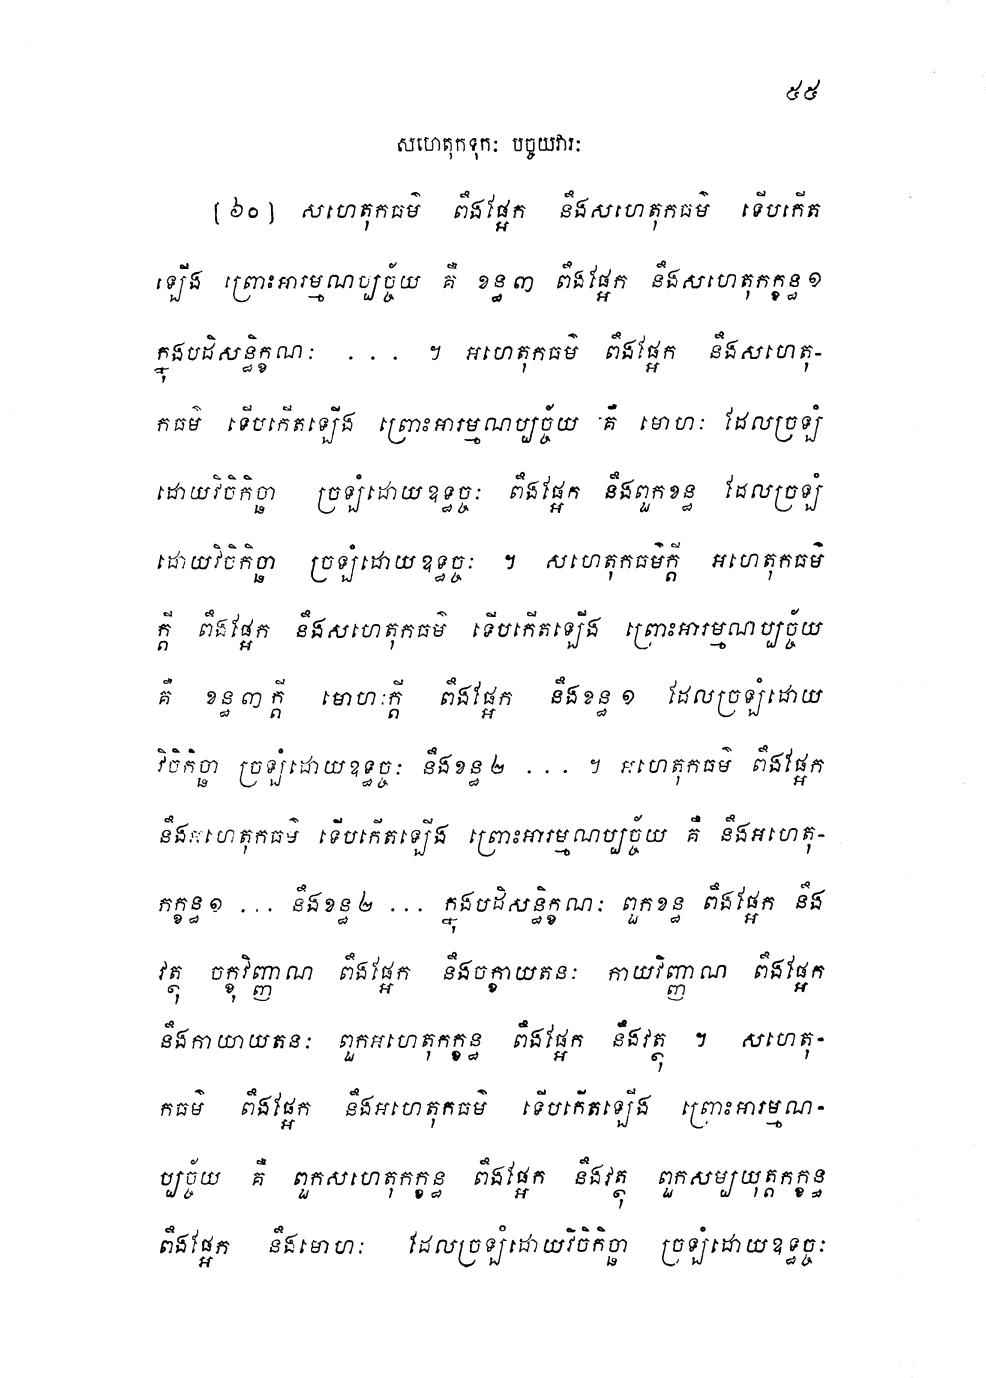 ៥៥
សហេតុកទុកៈ បច្ចយវារៈ
[៦០] សហេតុកធម៌ ពឹងផ្អែក នឹងសហេតុកធម៌ ទើបកើត
ឡើង ព្រោះអារម្មណប្បច្ច័យ គឺ ខន្ធ៣ ពឹងផ្អែក នឹងសហេតុកក្ខន្ធ១
ក្នុងបដិសន្ធិក្ខណៈ . . . ។ អហេតុកធម៌ ពឹងផ្អែក នឹងសហេតុ-
កធម៌ ទើបកើតឡើង ព្រោះអារម្មណប្បច្ច័យ គឺ មោហៈ ដែលច្រឡំ
ដោយវិចិកិច្ឆា ច្រឡំដោយឧទ្ធច្ចៈ ពឹងផ្អែក នឹងពួកខន្ធ ដែលច្រឡំ
ដោយវិចិកិច្ឆា ច្រឡំដោយឧទ្ធច្ចៈ ។ សហេតុកធម៌ក្តី អហេតុកធម៌
ក្តី ពឹងផ្អែក នឹងសហេតុកធម៌ ទើបកើតឡើង ព្រោះអារម្មណប្បច្ច័យ
គឺ ខន្ធ៣ក្តី មោហៈក្តី ពឹងផ្អែក នឹងខន្ធ១ ដែលច្រឡំដោយ
វិចិកិច្ឆា ច្រឡំដោយឧទ្ធច្ចៈ នឹងខន្ធ២ . . . ។ អហេតុកធម៌ ពឹងផ្អែក
នឹងអហេតុកធម៌ ទើបកើតឡើង ព្រោះអារម្មណប្បច្ច័យ គឺ នឹងអហេតុ-
កក្ខន្ធ១ ... នឹងខន្ធ២ ... ក្នុងបដិសន្ធិក្ខណៈ ពួកខន្ធ ពឹងផ្អែក នឹង
វត្ថុ ចក្ខុវិញ្ញាណ ពឹងផ្អែក នឹងចក្ខាយតនៈ កាយវិញ្ញាណ ពឹងផ្អែក
នឹងកាយាយតនៈ ពួកអហេតុកក្ខន្ធ ពឹងផ្អែក នឹងវត្ថុ ។ សហេតុ-
កធម៌ ពឹងផ្អែក នឹងអហេតុកធម៌ ទើបកើតឡើង ព្រោះអារម្មណ-
ប្បច្ច័យ គឺ ពួកសហេតុកក្ខន្ធ ពឹងផ្អែក នឹងវត្ថុ ពួកសម្បយុត្តកក្ខន្ធ
ពឹងផ្អែក នឹងមោហៈ ដែលច្រឡំដោយវិចិកិច្ឆា ច្រឡំដោយឧទ្ធច្ចៈ